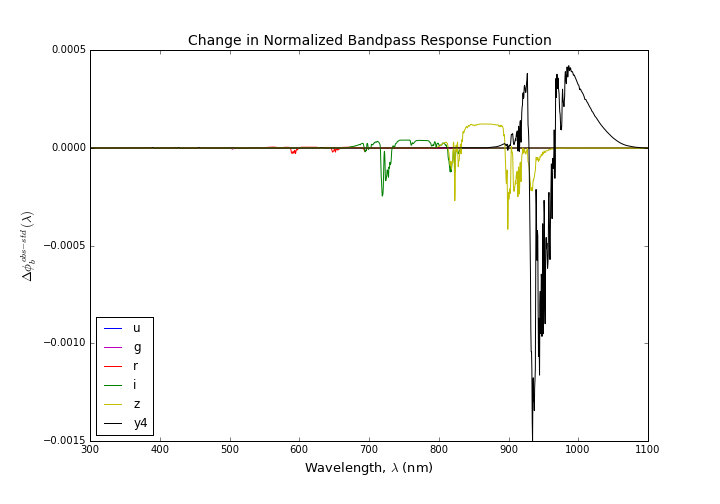 Change in Normalized Bandpass Response Function
0.0005
0.0000
−0.0005
−0.0010
−0.0015
Δϕ_b^{obs−std}(λ)
u
g
r
i
z
y4
300 400 500 600 700 800 900 1000 1100
Wavelength, λ (nm)